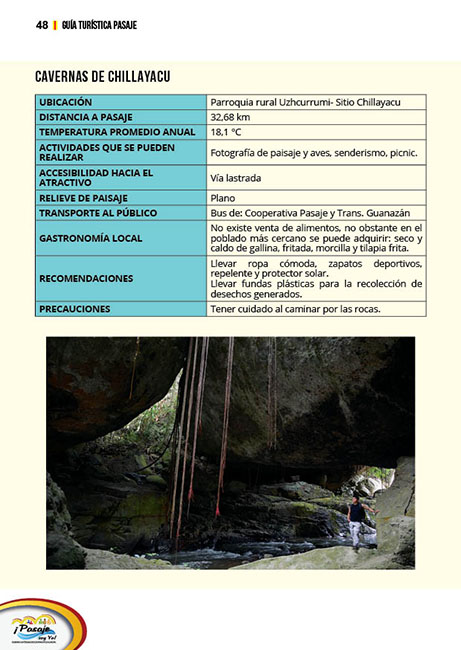 48 | GUÍA TURÍSTICA PASAJE
CAVERNAS DE CHILLAYACU
UBICACIÓN
Parroquia rural Uzhcurrumi- Sitio Chillayacu
DISTANCIA A PASAJE
32,68 km
TEMPERATURA PROMEDIO ANUAL
18,1 °C
ACTIVIDADES QUE SE PUEDEN
REALIZAR
Fotografía de paisaje y aves, senderismo, picnic.
ACCESIBILIDAD HACIA EL
ATRACTIVO
Vía lastrada
RELIEVE DE PAISAJE
Plano
TRANSPORTE AL PÚBLICO
Bus de: Cooperativa Pasaje y Trans. Guanazán
GASTRONOMÍA LOCAL
No existe venta de alimentos, no obstante en el
poblado más cercano se puede adquirir: seco y
caldo de gallina, fritada, morcilla y tilapia frita.
RECOMENDACIONES
Llevar ropa cómoda, zapatos deportivos,
repelente y protector solar.
Llevar fundas plásticas para la recolección de
desechos generados.
PRECAUCIONES
Tener cuidado al caminar por las rocas.
¡Pasaje
soy Yo!